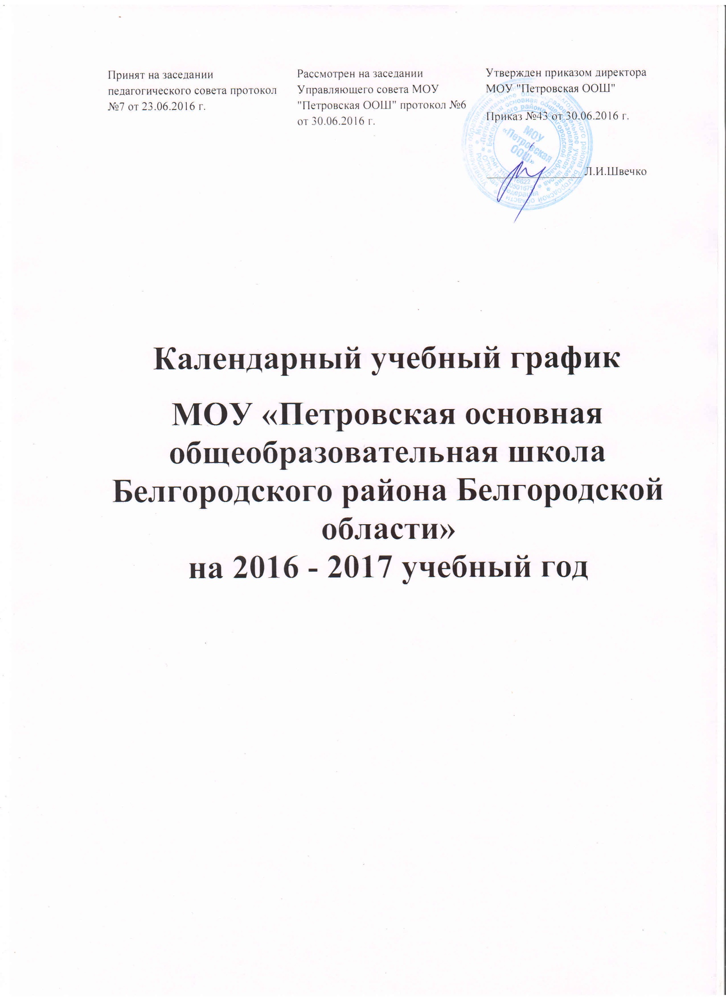 Принят на заседании
педагогического совета протокол
№7 от 23.06.2016 г.
Рассмотрен на заседании
Управляющего совета МОУ
"Петровская ООШ" протокол №6
от 30.06.2016 г.
Утвержден приказом директора
МОУ "Петровская ООШ"
Приказ №43 от 30.06.2016 г.
Л.И.Швечко
МОУ
«Петровская
ООШ»
Календарный учебный график
МОУ «Петровская основная
общеобразовательная школа
Белгородского района Белгородской
области»
на 2016 - 2017 учебный год